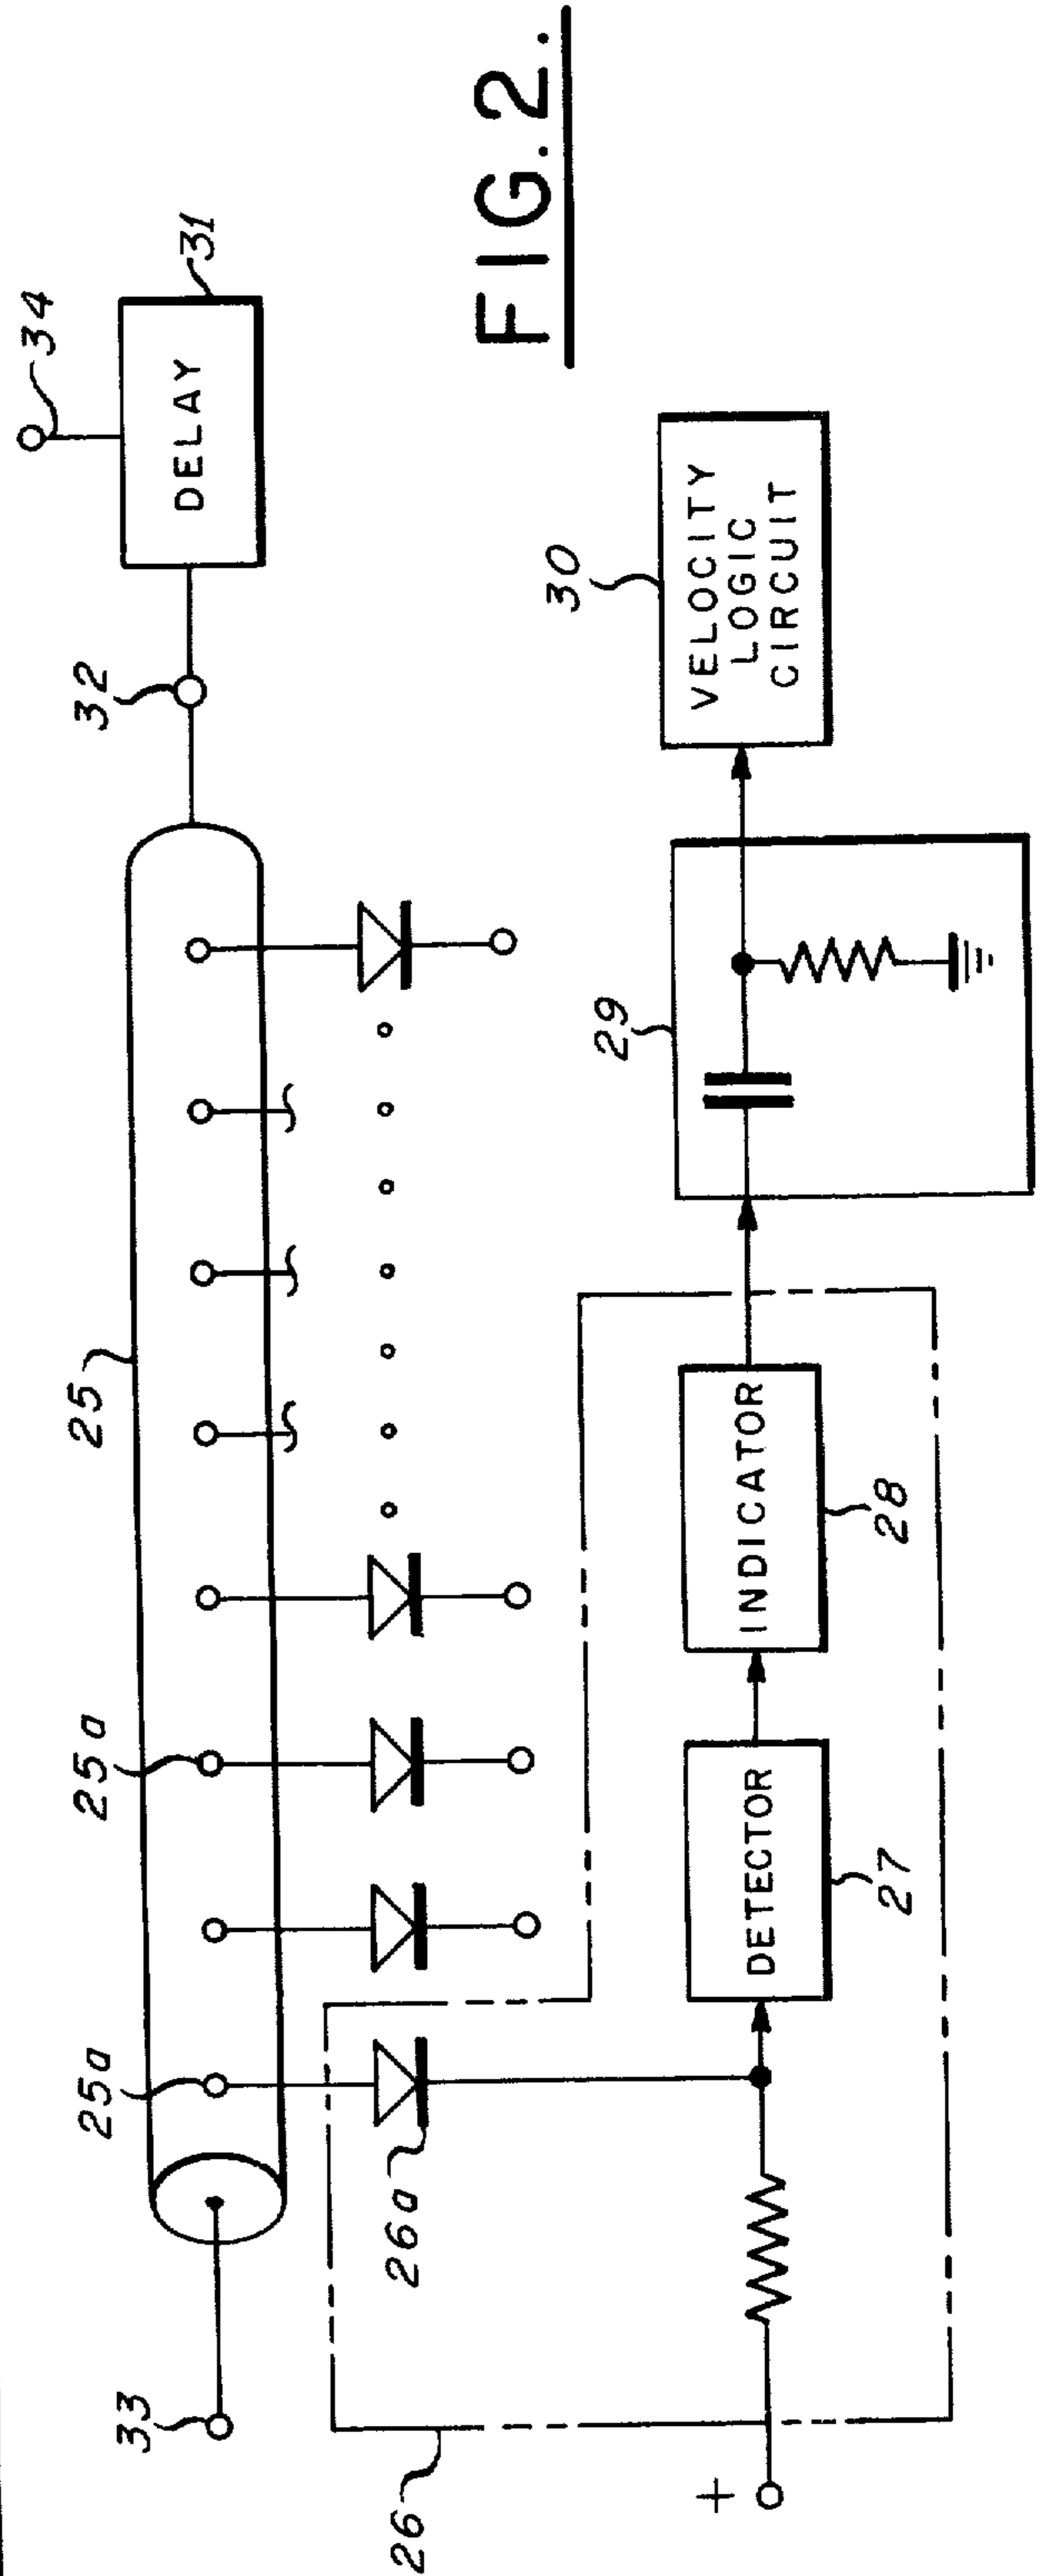 34
31
DELAY
32
25
25a
25a
33
26a
26
+
FIG. 2.
30
VELOCITY
LOGIC
CIRCUIT
29
INDICATOR
28
DETECTOR
27